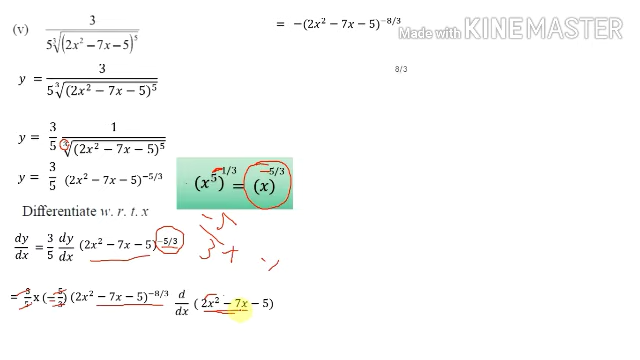 (v) 3 / 5∛(2x² −7x −5)⁵
y = 3 / 5∛(2x² − 7x − 5)⁵
y = 3/5 1 / ∛(2x² − 7x − 5)⁵
y = 3/5 (2x² − 7x − 5)^−5/3
(x⁵)^1/3 = (x)^−5/3
Differentiate w. r. t. x
dy/dx = 3/5 dy/dx (2x² − 7x − 5)^−5/3
3 +
= 3/5 x (−5/3) (2x² − 7x − 5)^−8/3 d/dx ( 2x² − 7x − 5)
= −(2x² − 7x − 5)^−8/3
Made with KINEMASTER
8/3